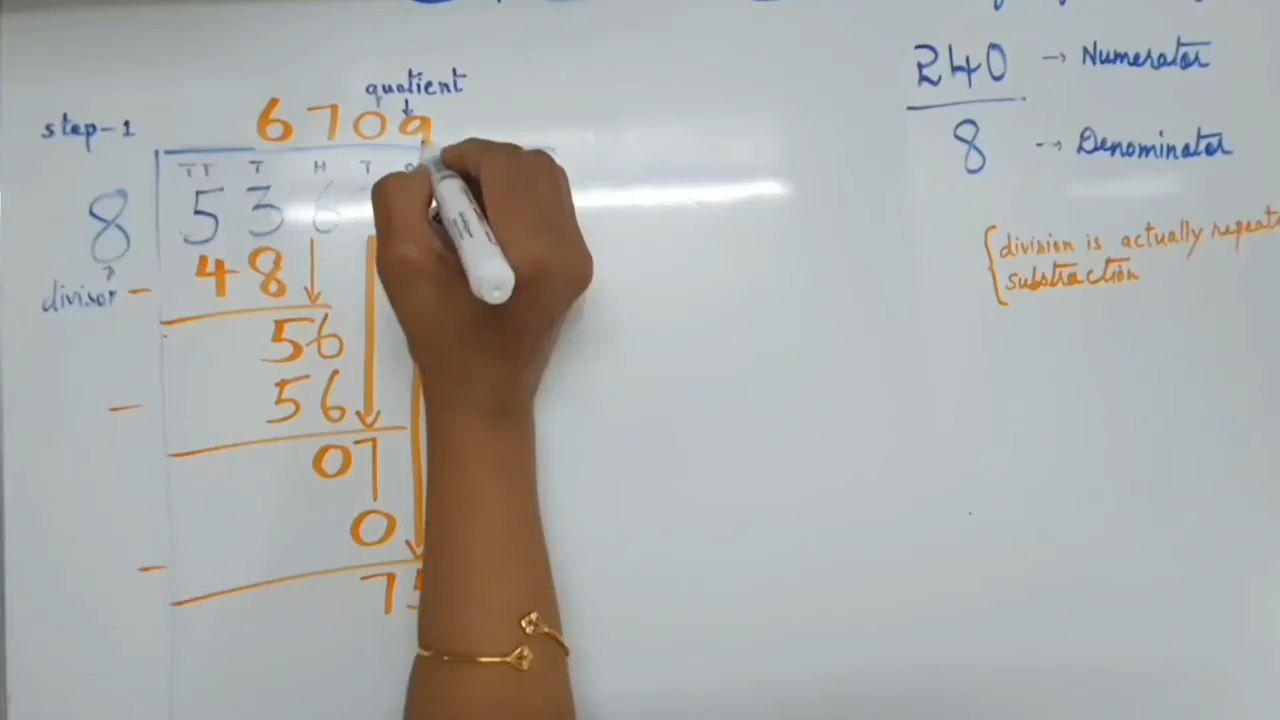 quotient
step-1 6709
TT T H T
8 536
divisor - 48
56
- 56
07
0
-
75
240 → Numerator
8 → Denominator
{division is actually repeat
substraction